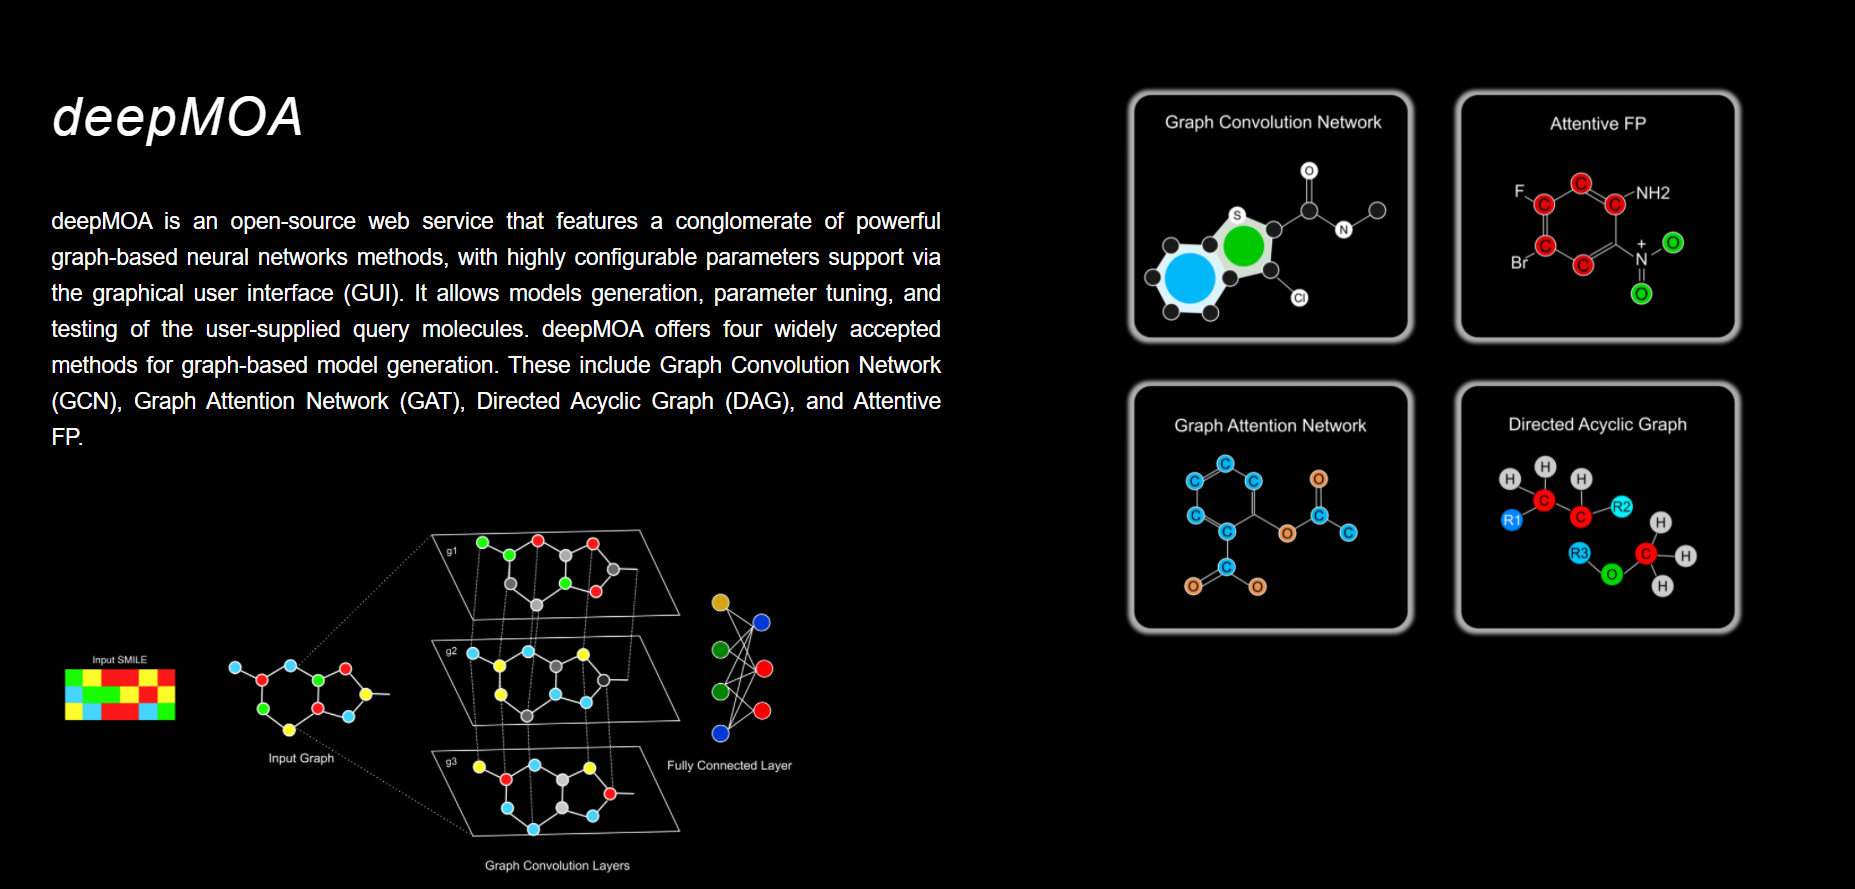 deepMOA
deepMOA is an open-source web service that features a conglomerate of powerful
graph-based neural networks methods, with highly configurable parameters support via
the graphical user interface (GUI). It allows models generation, parameter tuning, and
testing of the user-supplied query molecules. deepMOA offers four widely accepted
methods for graph-based model generation. These include Graph Convolution Network
(GCN), Graph Attention Network (GAT), Directed Acyclic Graph (DAG), and Attentive
FP.
Input SMILE
Input Graph
g1
g2
g3
Graph Convolution Layers
Fully Connected Layer
Graph Convolution Network
O
S
N
Cl
Attentive FP
C
F
C
C
NH2
C
Br
C
+
N
O
O
Graph Attention Network
C
C
C
O
C
C
O
C
C
C
O
O
Directed Acyclic Graph
H
H
H
C
R1
C
R2
H
R3
C
H
O
H